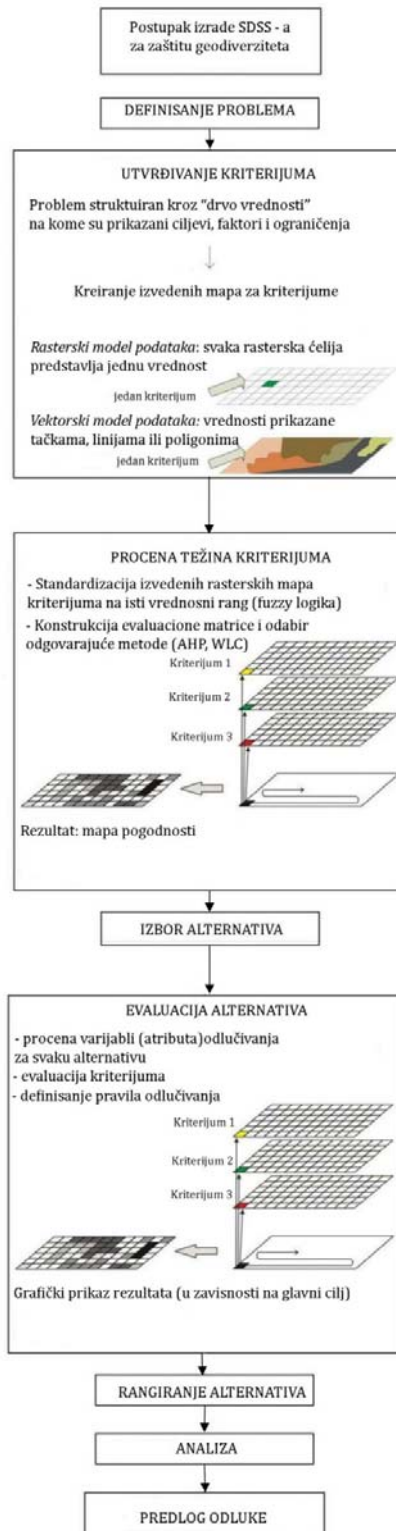 Postupak izrade SDSS - a
za zaštitu geodiverziteta
DEFINISANJE PROBLEMA
UTVRĐIVANJE KRITERIJUMA
Problem struktuiran kroz “drvo vrednosti”
na kome su prikazani ciljevi, faktori i ograničenja
Kreiranje izvedenih mapa za kriterijume
Rasterski model podataka: svaka rasterska ćelija
predstavlja jednu vrednost
jedan kriterijum
Vektorski model podataka: vrednosti prikazane
tačkama, linijama ili poligonima
jedan kriterijum
PROCENA TEŽINA KRITERIJUMA
- Standardizacija izvedenih rasterskih mapa
kriterijuma na isti vrednosni rang (fuzzy logika)
- Konstrukcija evaluacione matrice i odabir
odgovarajuće metode (AHP, WLC)
Kriterijum 1
Kriterijum 2
Kriterijum 3
Rezultat: mapa pogodnosti
IZBOR ALTERNATIVA
EVALUACIJA ALTERNATIVA
- procena varijabli (atributa)odlučivanja
za svaku alternativu
- evaluacija kriterijuma
- definisanje pravila odlučivanja
Kriterijum 1
Kriterijum 2
Kriterijum 3
Grafički prikaz rezultata (u zavisnosti na glavni cilj)
RANGIRANJE ALTERNATIVA
ANALIZA
PREDLOG ODLUKE